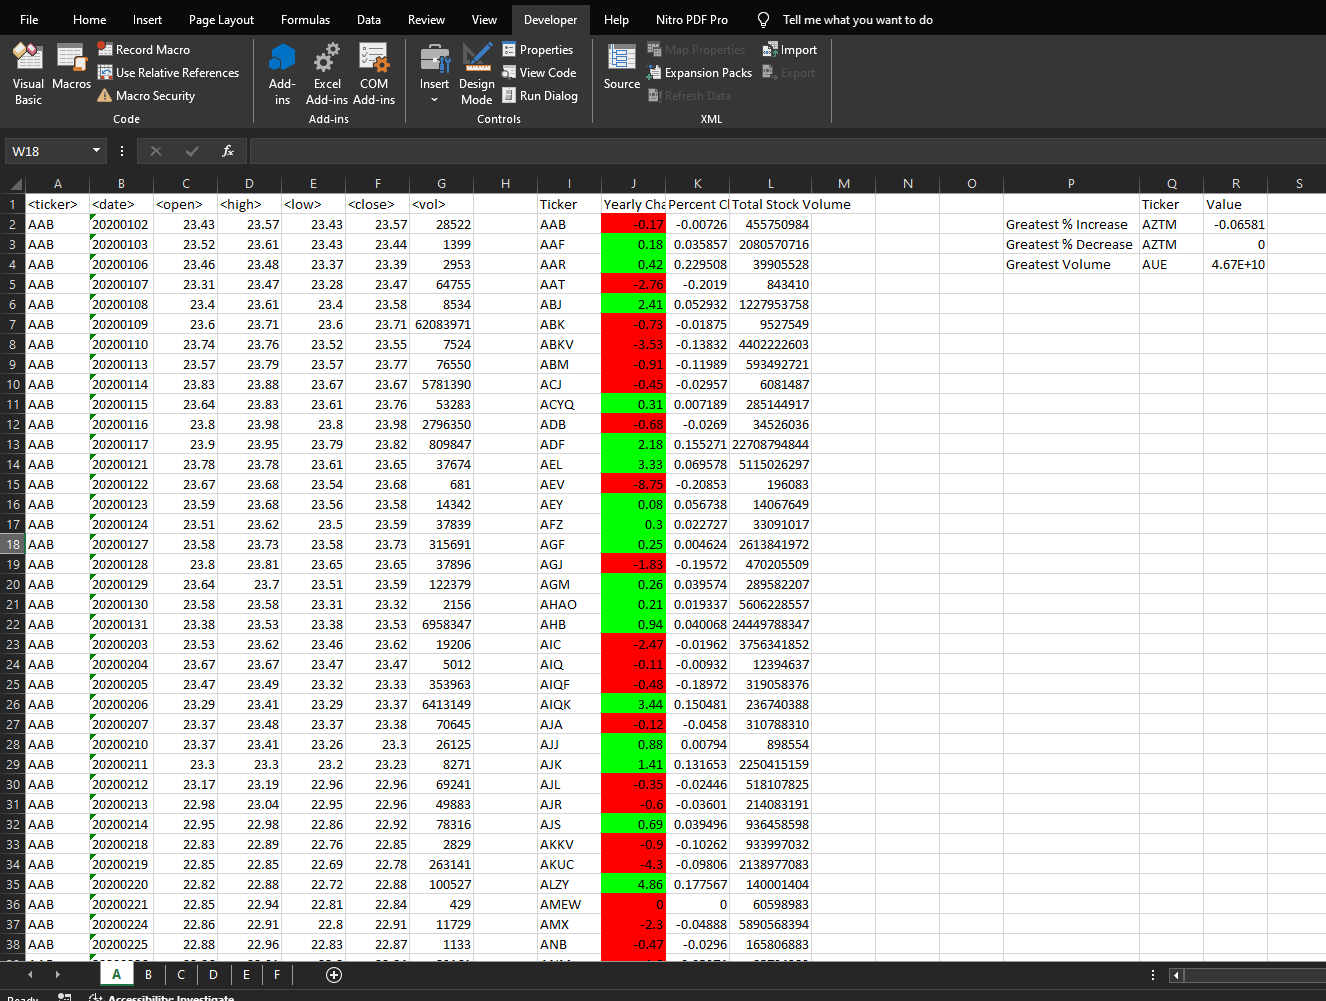 File Home Insert Page Layout Formulas Data Review View Developer Help Nitro PDF Pro Tell me what you want to do
Visual Basic Macros Record Macro Use Relative References Macro Security
Add-ins Excel Add-ins COM Add-ins
Insert Design Mode Properties View Code Run Dialog
Source Map Properties Expansion Packs Refresh Data Import Export
Code Add-ins Controls XML
W18 fx
A B C D E F G H I J K L M N O P Q R S
1 <ticker> <date> <open> <high> <low> <close> <vol> Ticker Yearly Cha Percent Cl Total Stock Volume Ticker Value
2 AAB 20200102 23.43 23.57 23.43 23.57 28522 AAB -0.17 -0.00726 455750984 Greatest % Increase AZTM -0.06581
3 AAB 20200103 23.52 23.61 23.43 23.44 1399 AAF 0.18 0.035857 2080570716 Greatest % Decrease AZTM 0
4 AAB 20200106 23.46 23.48 23.37 23.39 2953 AAR 0.42 0.229508 39905528 Greatest Volume AUE 4.67E+10
5 AAB 20200107 23.31 23.47 23.28 23.47 64755 AAT -2.76 -0.2019 843410
6 AAB 20200108 23.4 23.61 23.4 23.58 8534 ABJ 2.41 0.052932 1227953758
7 AAB 20200109 23.6 23.71 23.6 23.71 62083971 ABK -0.73 -0.01875 9527549
8 AAB 20200110 23.74 23.76 23.52 23.55 7524 ABKV -3.53 -0.13832 4402222603
9 AAB 20200113 23.57 23.79 23.57 23.77 76550 ABM -0.91 -0.11989 593492721
10 AAB 20200114 23.83 23.88 23.67 23.67 5781390 ACJ -0.45 -0.02957 6081487
11 AAB 20200115 23.64 23.83 23.61 23.76 53283 ACYQ 0.31 0.007189 285144917
12 AAB 20200116 23.8 23.98 23.8 23.98 2796350 ADB -0.68 -0.0269 34526036
13 AAB 20200117 23.9 23.95 23.79 23.82 809847 ADF 2.18 0.155271 22708794844
14 AAB 20200121 23.78 23.78 23.61 23.65 37674 AEL 3.33 0.069578 5115026297
15 AAB 20200122 23.67 23.68 23.54 23.68 681 AEV -8.75 -0.20853 196083
16 AAB 20200123 23.59 23.68 23.56 23.58 14342 AEY 0.08 0.056738 14067649
17 AAB 20200124 23.51 23.62 23.5 23.59 37839 AFZ 0.3 0.022727 33091017
18 AAB 20200127 23.58 23.73 23.58 23.73 315691 AGF 0.25 0.004624 2613841972
19 AAB 20200128 23.8 23.81 23.65 23.65 37896 AGJ -1.83 -0.19572 470205509
20 AAB 20200129 23.64 23.7 23.51 23.59 122379 AGM 0.26 0.039574 289582207
21 AAB 20200130 23.58 23.58 23.31 23.32 2156 AHAO 0.21 0.019337 5606228557
22 AAB 20200131 23.38 23.53 23.38 23.53 6958347 AHB 0.94 0.040068 24449788347
23 AAB 20200203 23.53 23.62 23.46 23.62 19206 AIC -2.47 -0.01962 3756341852
24 AAB 20200204 23.67 23.67 23.47 23.47 5012 AIQ -0.11 -0.00932 12394637
25 AAB 20200205 23.47 23.49 23.32 23.33 353963 AIQF -0.48 -0.18972 319058376
26 AAB 20200206 23.29 23.41 23.29 23.37 6413149 AIQK 3.44 0.150481 236740388
27 AAB 20200207 23.37 23.48 23.37 23.38 70645 AJA -0.12 -0.0458 310788310
28 AAB 20200210 23.37 23.41 23.26 23.3 26125 AJJ 0.88 0.00794 898554
29 AAB 20200211 23.3 23.3 23.2 23.23 8271 AJK 1.41 0.131653 2250415159
30 AAB 20200212 23.17 23.19 22.96 22.96 69241 AJL -0.35 -0.02446 518107825
31 AAB 20200213 22.98 23.04 22.95 22.96 49883 AJR -0.6 -0.03601 214083191
32 AAB 20200214 22.95 22.98 22.86 22.92 78316 AJS 0.69 0.039496 936458598
33 AAB 20200218 22.83 22.89 22.76 22.85 2829 AKKV -0.9 -0.10262 933997032
34 AAB 20200219 22.85 22.85 22.69 22.78 263141 AKUC -4.3 -0.09806 2138977083
35 AAB 20200220 22.82 22.88 22.72 22.88 100527 ALZY 4.86 0.177567 140001404
36 AAB 20200221 22.85 22.94 22.81 22.84 429 AMEW 0 0 60598983
37 AAB 20200224 22.86 22.91 22.8 22.91 11729 AMX -2.3 -0.04888 5890568394
38 AAB 20200225 22.88 22.96 22.83 22.87 1133 ANB -0.47 -0.0296 165806883
A B C D E F
Ready Accessibility: Investigate